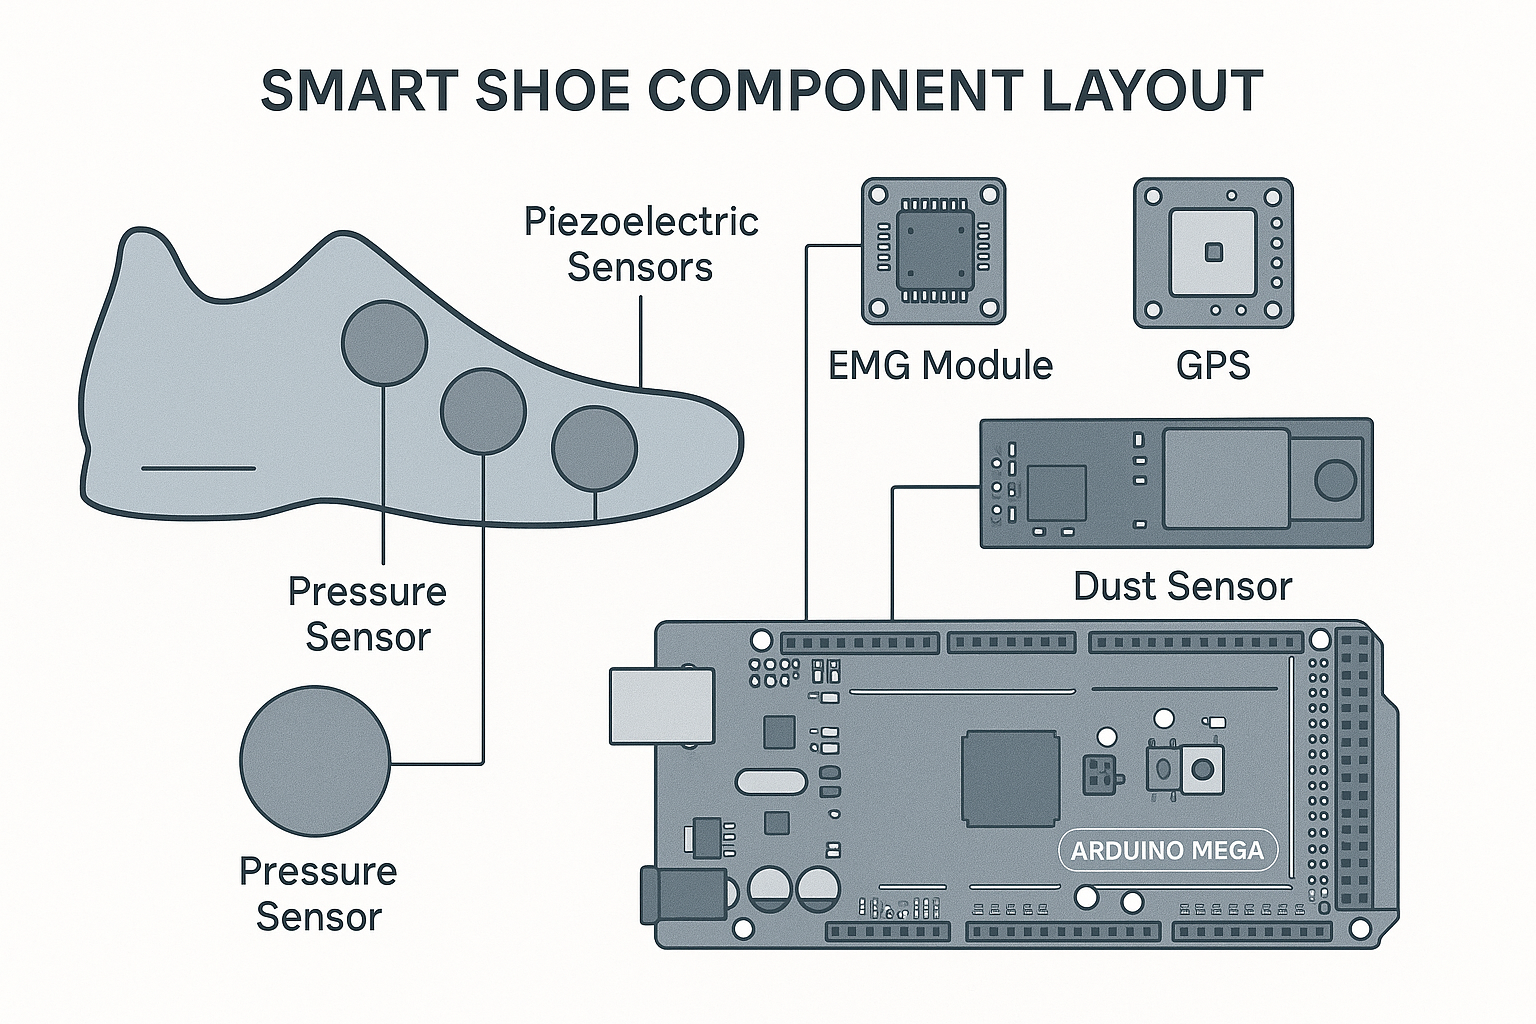 SMART SHOE COMPONENT LAYOUT
Piezoelectric
Sensors
EMG Module
GPS
Dust Sensor
Pressure
Sensor
Pressure
Sensor
ARDUINO MEGA